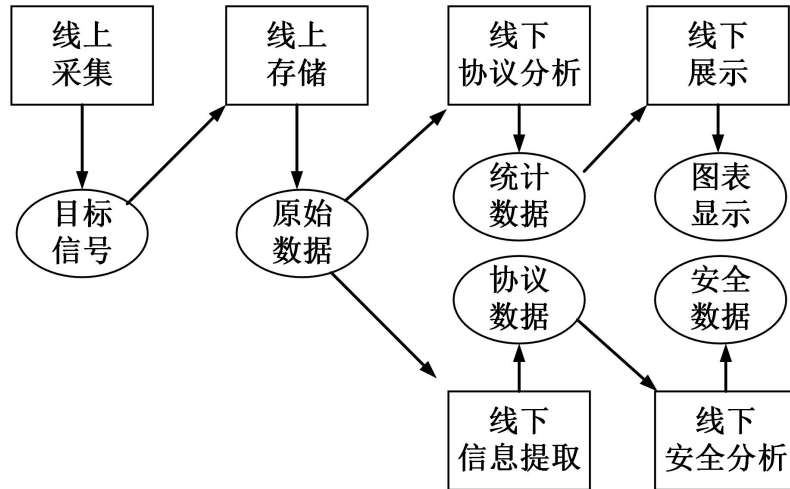 线上
采集
线上
存储
线下
协议分析
线下
展示
目标
信号
原始
数据
统计
数据
图表
显示
协议
数据
安全
数据
线下
信息提取
线下
安全分析